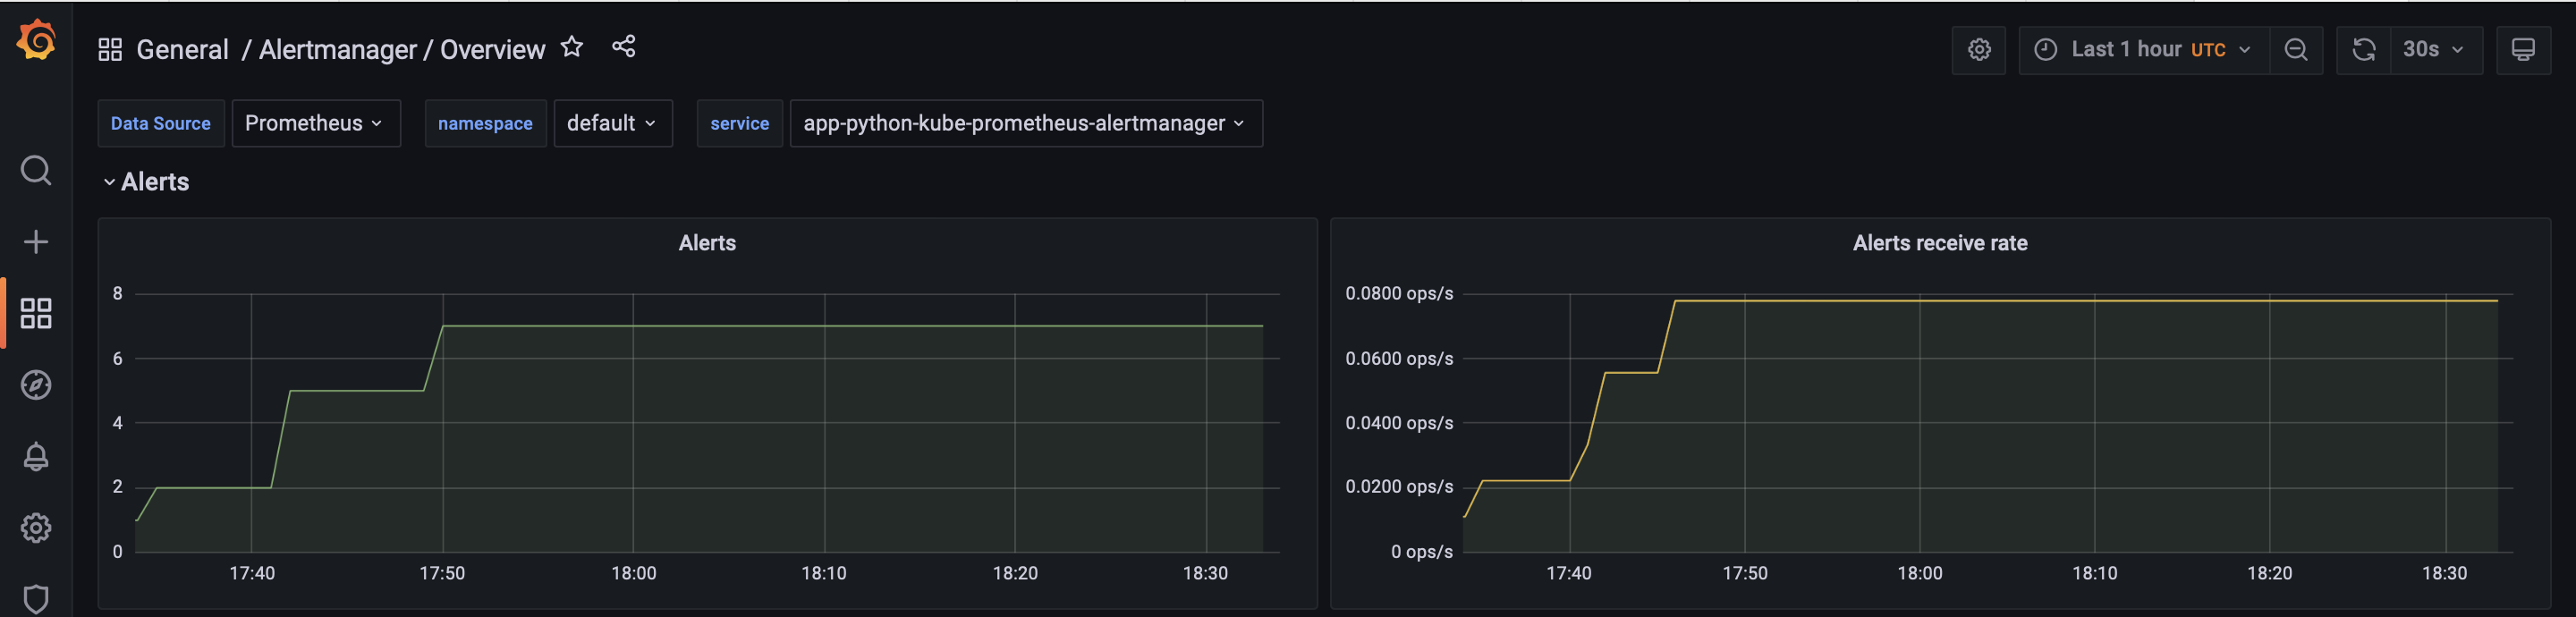 General / Alertmanager / Overview
Last 1 hour UTC
30s
Data Source Prometheus namespace default service app-python-kube-prometheus-alertmanager
Alerts
Alerts
8
6
4
2
0
17:40 17:50 18:00 18:10 18:20 18:30
Alerts receive rate
0.0800 ops/s
0.0600 ops/s
0.0400 ops/s
0.0200 ops/s
0 ops/s
17:40 17:50 18:00 18:10 18:20 18:30